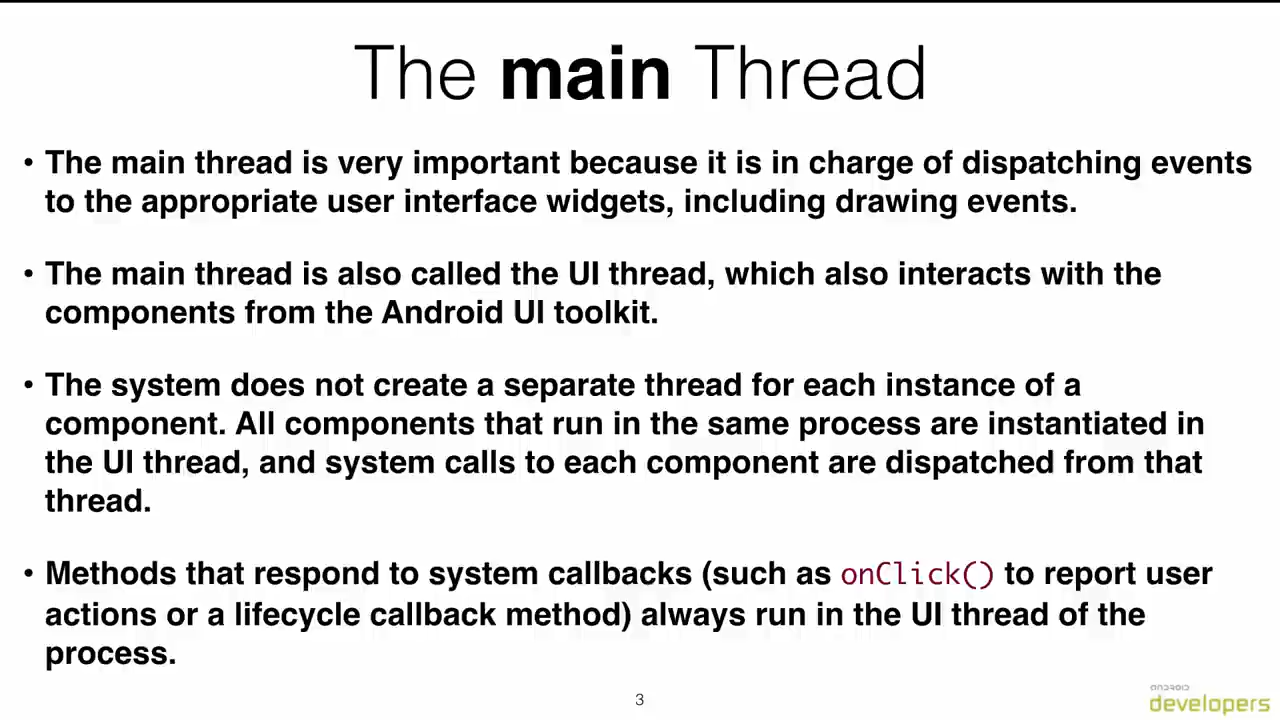 The main Thread
• The main thread is very important because it is in charge of dispatching events
to the appropriate user interface widgets, including drawing events.
• The main thread is also called the UI thread, which also interacts with the
components from the Android UI toolkit.
• The system does not create a separate thread for each instance of a
component. All components that run in the same process are instantiated in
the UI thread, and system calls to each component are dispatched from that
thread.
• Methods that respond to system callbacks (such as onClick() to report user
actions or a lifecycle callback method) always run in the UI thread of the
process.
3
android
developers